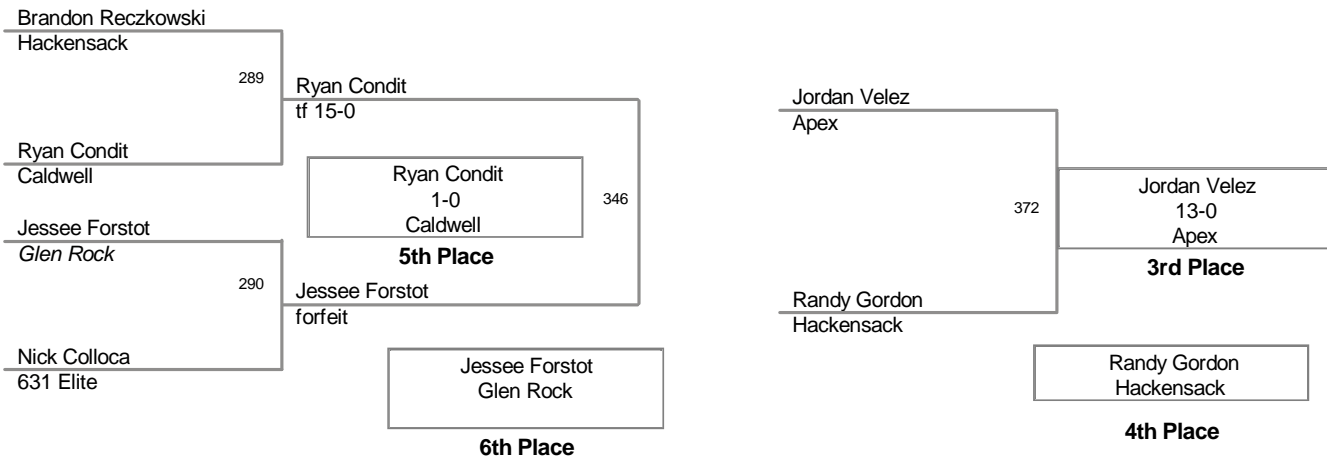 Brandon Reczkowski
Hackensack
289
Ryan Condit
tf 15-0
Ryan Condit
Caldwell
Ryan Condit
1-0
Caldwell
346
5th Place
Jessee Forstot
Glen Rock
290
Jessee Forstot
forfeit
Nick Colloca
631 Elite
Jessee Forstot
Glen Rock
6th Place
Jordan Velez
Apex
372
Jordan Velez
13-0
Apex
3rd Place
Randy Gordon
Hackensack
Randy Gordon
Hackensack
4th Place